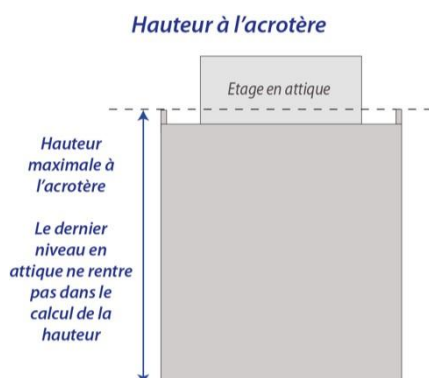 Hauteur à l'acrotère
Etage en attique
Hauteur
maximale à
l'acrotère
Le dernier
niveau en
attique ne rentre
pas dans le
calcul de la
hauteur